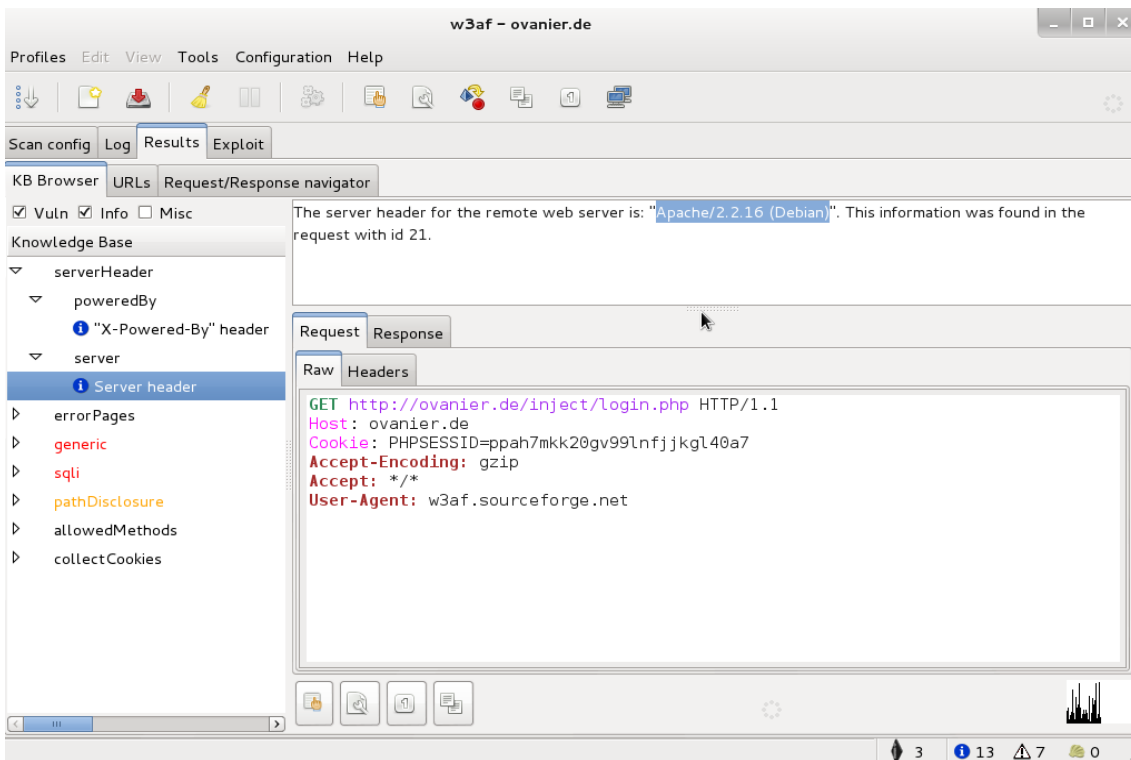 w3af – ovanier.de
Profiles Edit View Tools Configuration Help
Scan config Log Results Exploit
KB Browser URLs Request/Response navigator
Vuln Info Misc
Knowledge Base
serverHeader
poweredBy
"X-Powered-By" header
server
Server header
errorPages
generic
sqli
pathDisclosure
allowedMethods
collectCookies
The server header for the remote web server is: "Apache/2.2.16 (Debian)". This information was found in the
request with id 21.
Request Response
Raw Headers
GET http://ovanier.de/inject/login.php HTTP/1.1
Host: ovanier.de
Cookie: PHPSESSID=ppah7mkk20gv99lnfjjkgl40a7
Accept-Encoding: gzip
Accept: */*
User-Agent: w3af.sourceforge.net
3 13 7 0